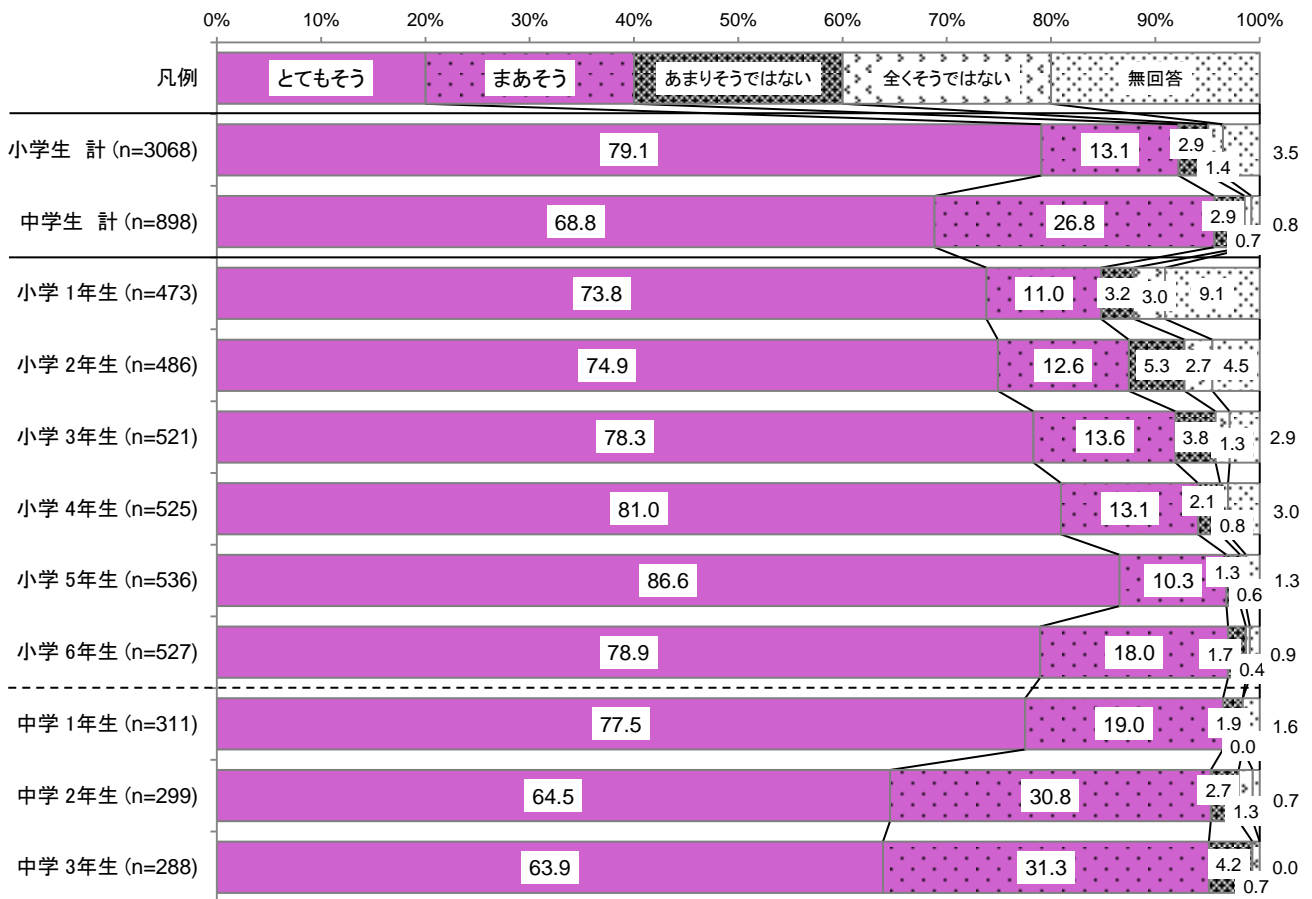 0% 10% 20% 30% 40% 50% 60% 70% 80% 90% 100%
凡例 とてもそう まあそう あまりそうではない 全くそうではない 無回答
小学生 計 (n=3068) 79.1 13.1 2.9 1.4 3.5
中学生 計 (n=898) 68.8 26.8 2.9 0.7 0.8
小学 1年生 (n=473) 73.8 11.0 3.2 3.0 9.1
小学 2年生 (n=486) 74.9 12.6 5.3 2.7 4.5
小学 3年生 (n=521) 78.3 13.6 3.8 1.3 2.9
小学 4年生 (n=525) 81.0 13.1 2.1 0.8 3.0
小学 5年生 (n=536) 86.6 10.3 1.3 0.6 1.3
小学 6年生 (n=527) 78.9 18.0 1.7 0.4 0.9
中学 1年生 (n=311) 77.5 19.0 1.9 0.0 1.6
中学 2年生 (n=299) 64.5 30.8 2.7 1.3 0.7
中学 3年生 (n=288) 63.9 31.3 4.2 0.7 0.0